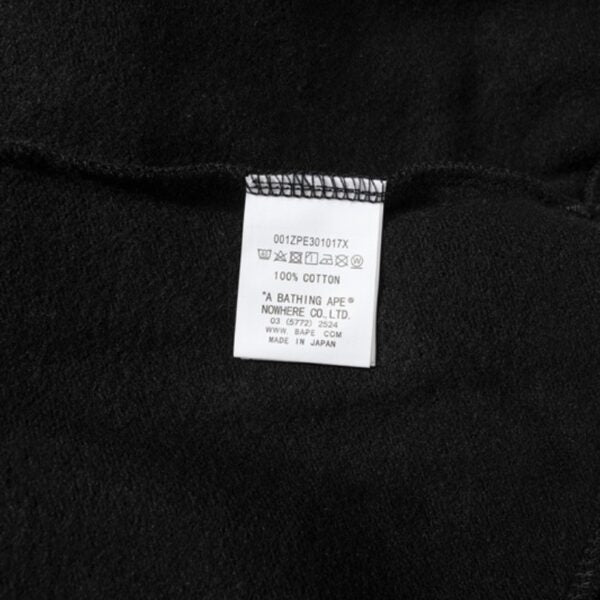 001ZPE301017X
100% COTTON
"A BATHING APE®
NOWHERE CO., LTD.
03 (5772) 2524
WWW. BAPE. COM
MADE IN JAPAN